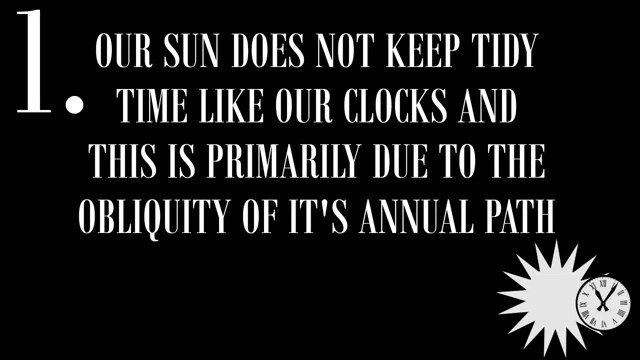 1.
OUR SUN DOES NOT KEEP TIDY
TIME LIKE OUR CLOCKS AND
THIS IS PRIMARILY DUE TO THE
OBLIQUITY OF IT'S ANNUAL PATH